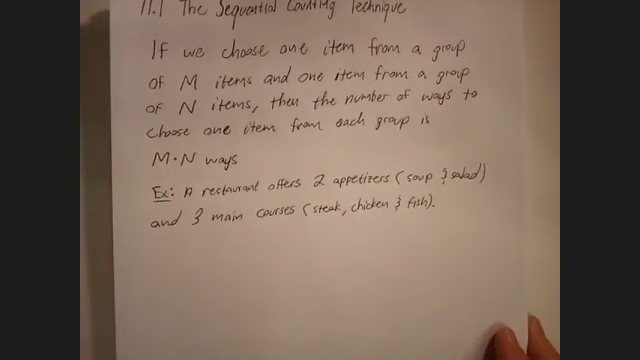 11.1 The Sequential Counting Technique
If we choose one item from a group
of M items and one item from a group
of N items, then the number of ways to
choose one item from each group is
M·N ways
Ex: A restaurant offers 2 appetizers (soup & salad)
and 3 main courses (steak, chicken & fish).